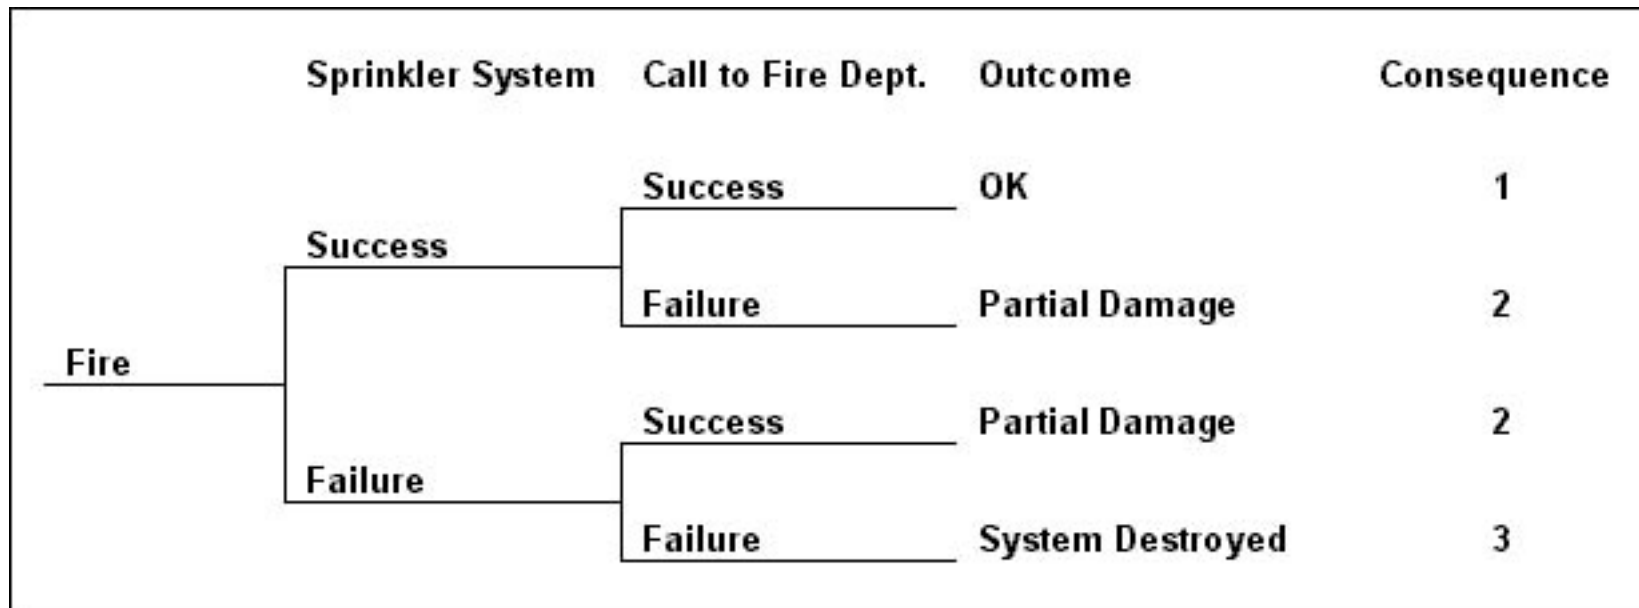 Sprinkler System Call to Fire Dept. Outcome Consequence
Success OK 1
Success
Failure Partial Damage 2
Fire
Success Partial Damage 2
Failure
Failure System Destroyed 3